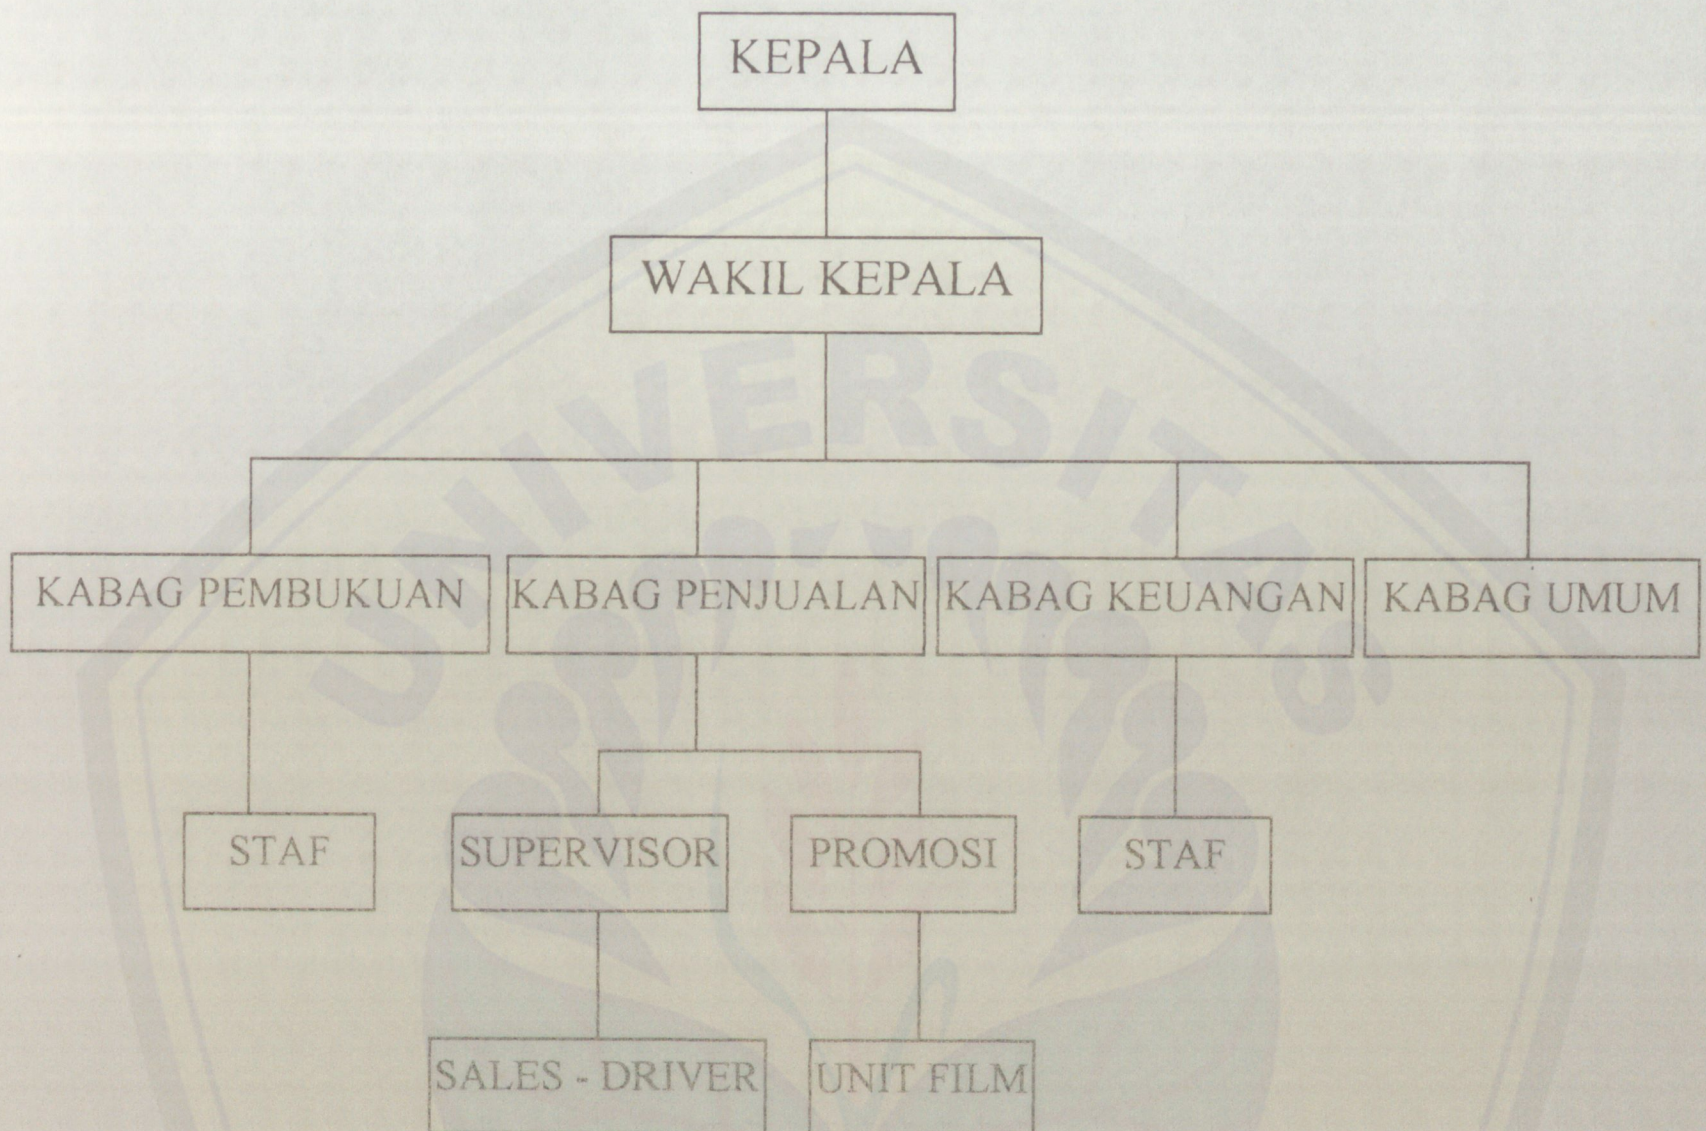 KEPALA
WAKIL KEPALA
UNIVERSITAS
KABAG PEMBUKUAN
KABAG PENJUALAN
KABAG KEUANGAN
KABAG UMUM
STAF
SUPERVISOR
PROMOSI
STAF
SALES - DRIVER
UNIT FILM